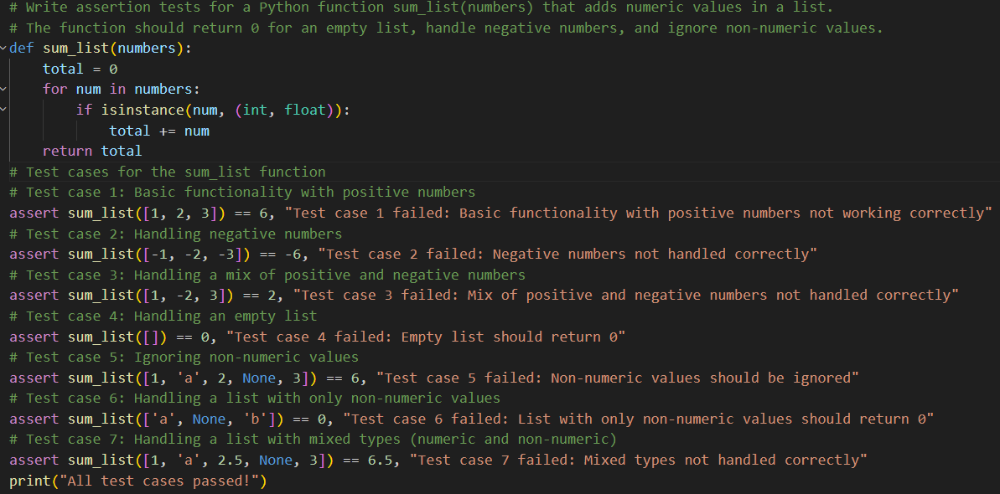 # Write assertion tests for a Python function sum_list(numbers) that adds numeric values in a list.
# The function should return 0 for an empty list, handle negative numbers, and ignore non-numeric values.
def sum_list(numbers):
    total = 0
    for num in numbers:
        if isinstance(num, (int, float)):
            total += num
    return total
# Test cases for the sum_list function
# Test case 1: Basic functionality with positive numbers
assert sum_list([1, 2, 3]) == 6, "Test case 1 failed: Basic functionality with positive numbers not working correctly"
# Test case 2: Handling negative numbers
assert sum_list([-1, -2, -3]) == -6, "Test case 2 failed: Negative numbers not handled correctly"
# Test case 3: Handling a mix of positive and negative numbers
assert sum_list([1, -2, 3]) == 2, "Test case 3 failed: Mix of positive and negative numbers not handled correctly"
# Test case 4: Handling an empty list
assert sum_list([]) == 0, "Test case 4 failed: Empty list should return 0"
# Test case 5: Ignoring non-numeric values
assert sum_list([1, 'a', 2, None, 3]) == 6, "Test case 5 failed: Non-numeric values should be ignored"
# Test case 6: Handling a list with only non-numeric values
assert sum_list(['a', None, 'b']) == 0, "Test case 6 failed: List with only non-numeric values should return 0"
# Test case 7: Handling a list with mixed types (numeric and non-numeric)
assert sum_list([1, 'a', 2.5, None, 3]) == 6.5, "Test case 7 failed: Mixed types not handled correctly"
print("All test cases passed!")